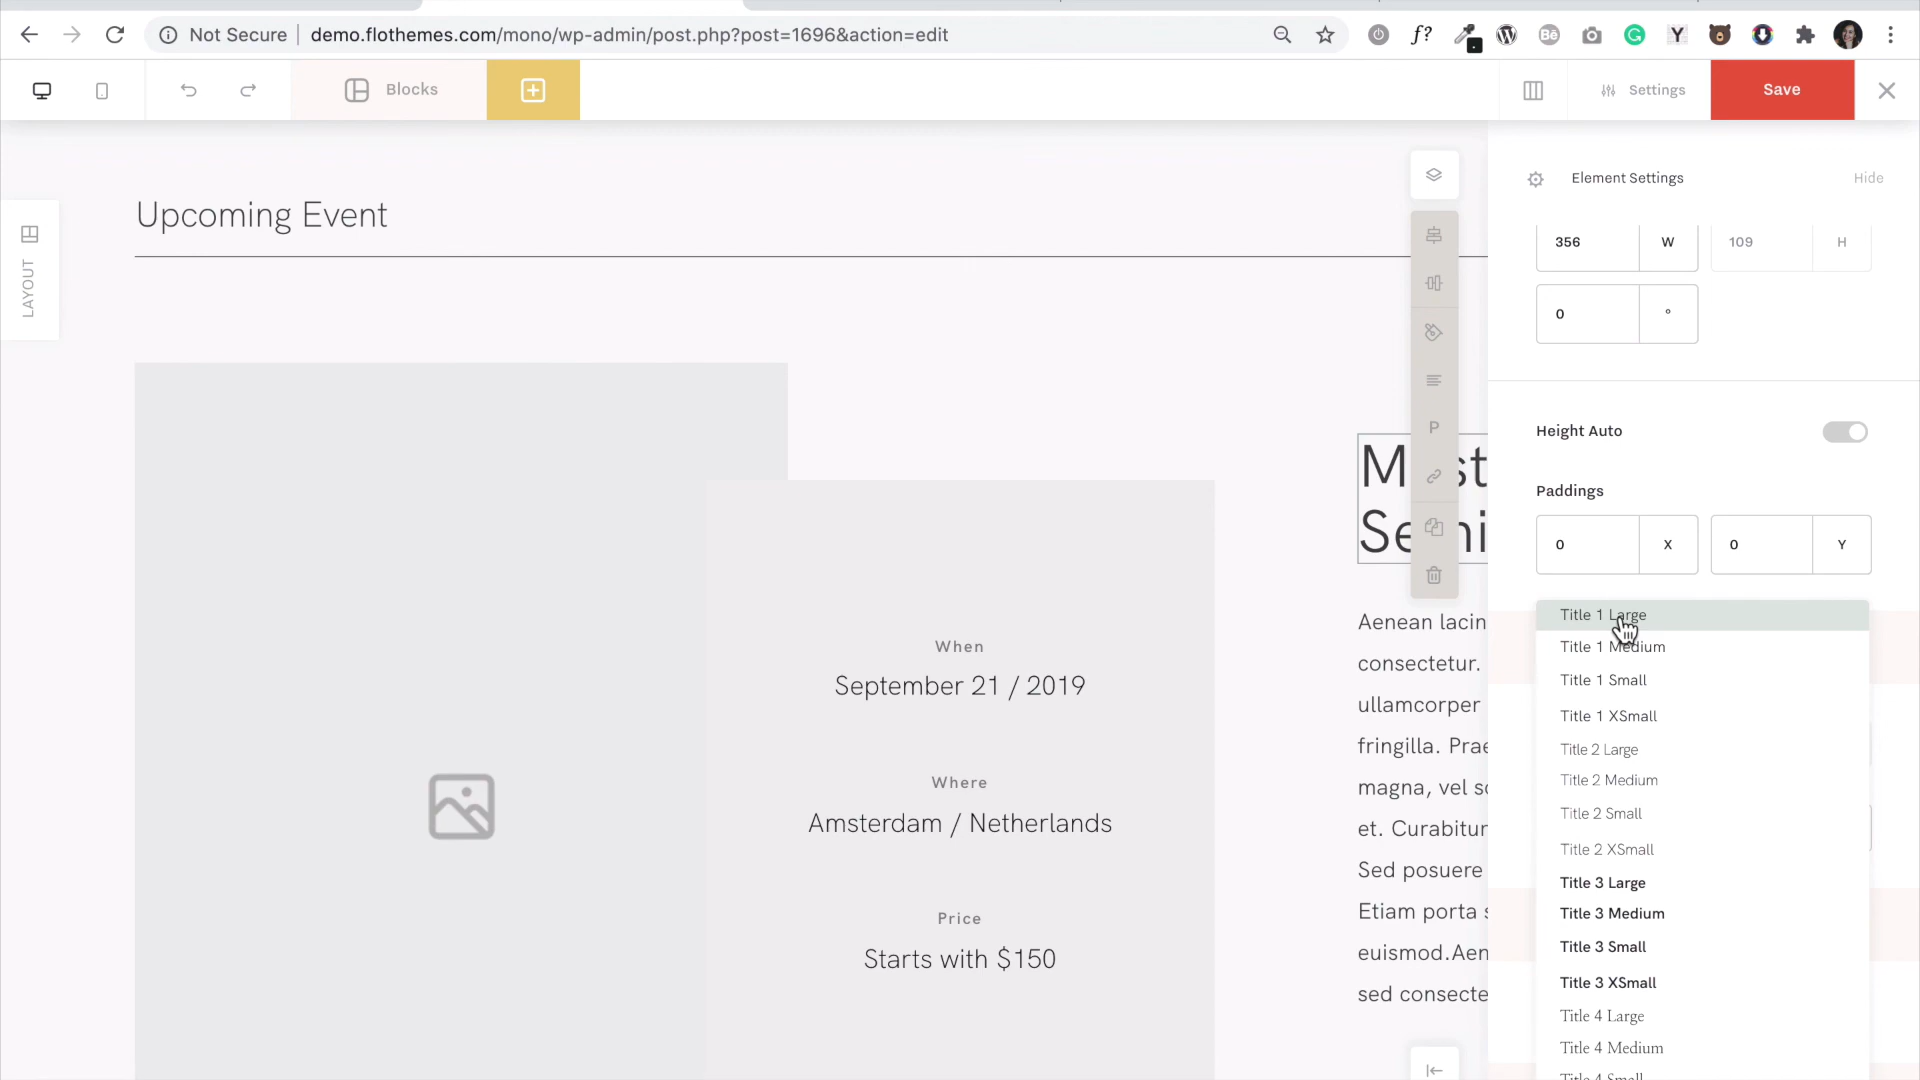 Not Secure
demo.flothemes.com/mono/wp-admin/post.php?post=1696&action=edit
f?
Bē
Y
Blocks
Settings
Save
LAYOUT
Upcoming Event
When
September 21 / 2019
Where
Amsterdam / Netherlands
Price
Starts with $150
Aenean lacin
consectetur.
ullamcorper
fringilla. Prae
magna, vel
et. Curabitur
Sed posuere
Etiam porta
euismod.Aen
sed consecte
P
Element Settings
Hide
356 W
109 H
0 °
Height Auto
Paddings
0 X
0 Y
Title 1 Large
Title 1 Medium
Title 1 Small
Title 1 XSmall
Title 2 Large
Title 2 Medium
Title 2 Small
Title 2 XSmall
Title 3 Large
Title 3 Medium
Title 3 Small
Title 3 XSmall
Title 4 Large
Title 4 Medium
Title 4 Small